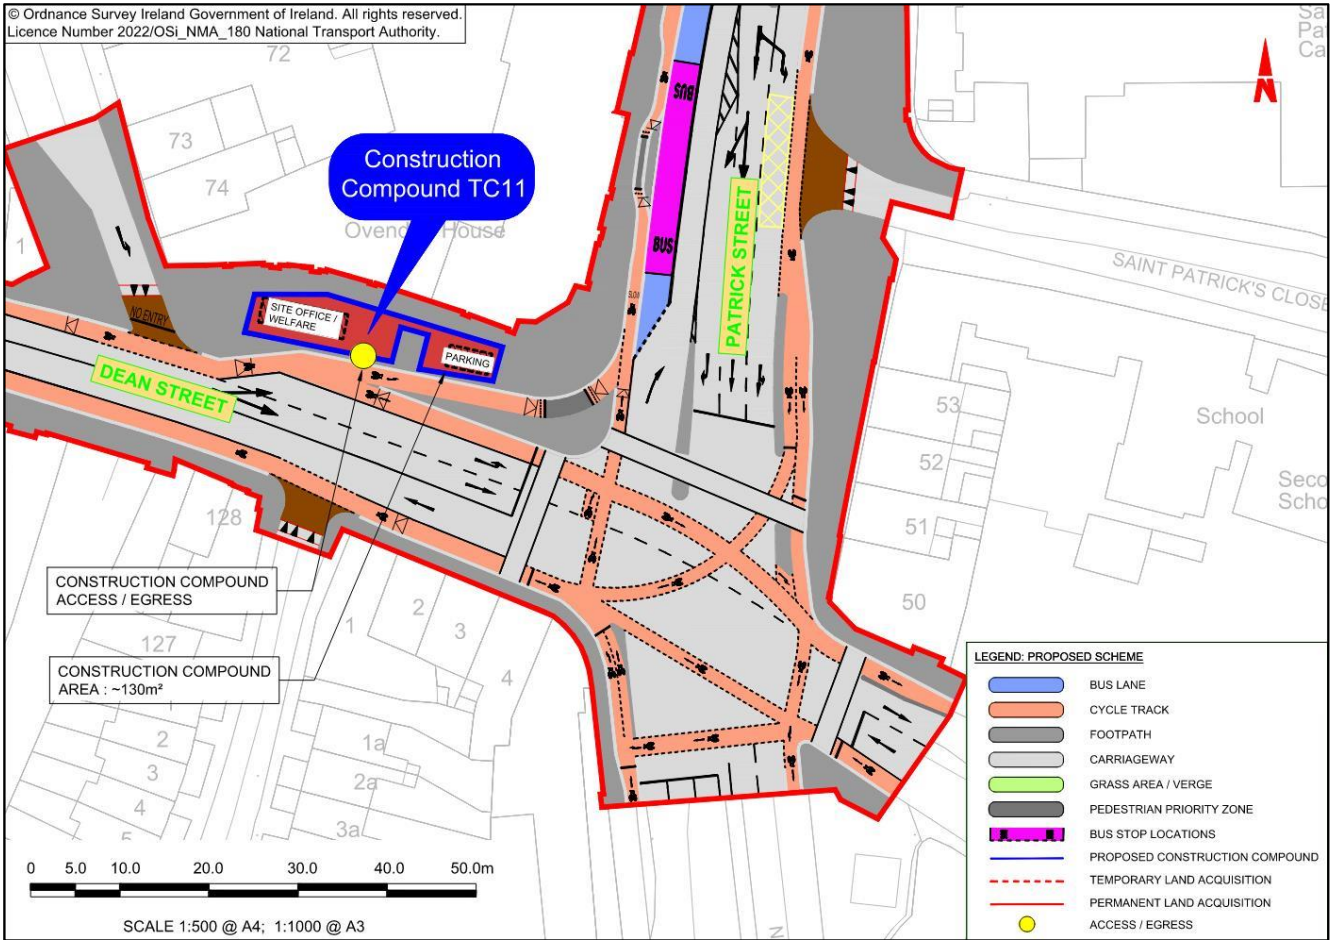 © Ordnance Survey Ireland Government of Ireland. All rights reserved.
Licence Number 2022/OSi_NMA_180 National Transport Authority.
72
73
74
1
Construction
Compound TC11
House
N
SAINT PATRICK'S CLOSE
BUS
BUS
PATRICK STREET
SLOW
NO ENTRY
SITE OFFICE /
WELFARE
PARKING
DEAN STREET
53
School
52
51
50
128
CONSTRUCTION COMPOUND
ACCESS / EGRESS
1
2
3
4
127
CONSTRUCTION COMPOUND
AREA : ~130m²
2
3
4
1a
2a
3a
LEGEND: PROPOSED SCHEME
BUS LANE
CYCLE TRACK
FOOTPATH
CARRIAGEWAY
GRASS AREA / VERGE
PEDESTRIAN PRIORITY ZONE
BUS STOP LOCATIONS
PROPOSED CONSTRUCTION COMPOUND
TEMPORARY LAND ACQUISITION
PERMANENT LAND ACQUISITION
ACCESS / EGRESS
0 5.0 10.0 20.0 30.0 40.0 50.0m
SCALE 1:500 @ A4; 1:1000 @ A3